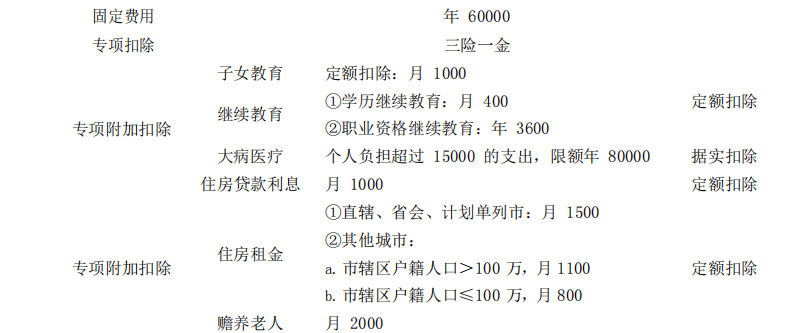 固定费用 年 60000
专项扣除 三险一金
子女教育 定额扣除：月 1000
①学历继续教育：月 400 定额扣除
继续教育
专项附加扣除 ②职业资格继续教育：年 3600
大病医疗 个人负担超过 15000 的支出，限额年 80000 据实扣除
住房贷款利息 月 1000 定额扣除
①直辖、省会、计划单列市：月 1500
②其他城市：
住房租金
专项附加扣除 a. 市辖区户籍人口＞100 万，月1100 定额扣除
b. 市辖区户籍人口≤100 万，月800
赡养老人 月 2000